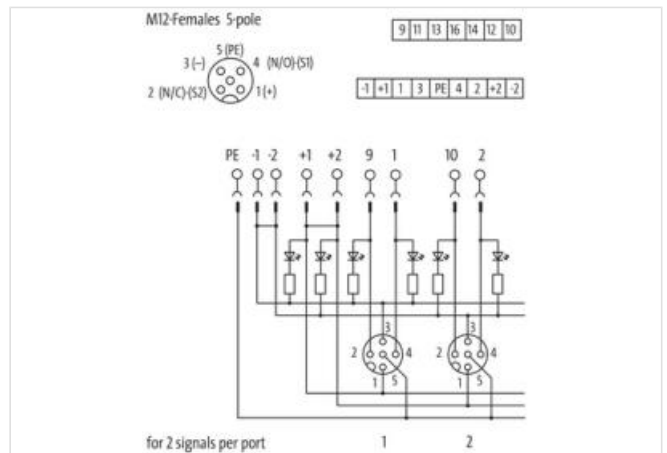 M12-Females 5-pole
9 11 13 16 14 12 10
5 (PE)
3 (–) 4 (N/O)-(S1)
2 (N/C)-(S2) 1 (+)
-1 +1 1 3 PE 4 2 +2 -2
PE -1 -2 +1 +2 9 1 10 2
3 3
2 4 2 4
1 5 1 5
for 2 signals per port 1 2